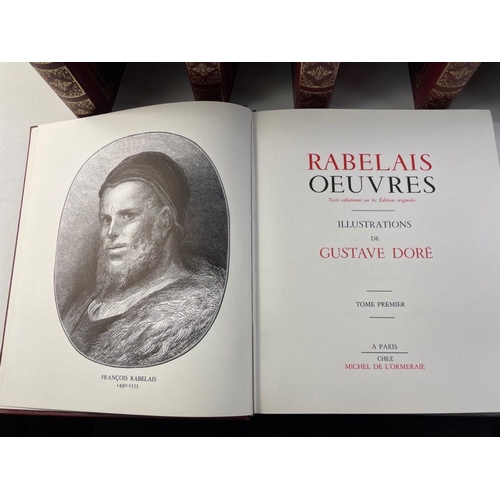 FRANÇOIS RABELAIS
1490-1553
RABELAIS
OEUVRES
Texte collationné sur les Editions originales
ILLUSTRATIONS
DE
GUSTAVE DORÉ
TOME PREMIER
A PARIS
CHEZ
MICHEL DE L'ORMERAIE